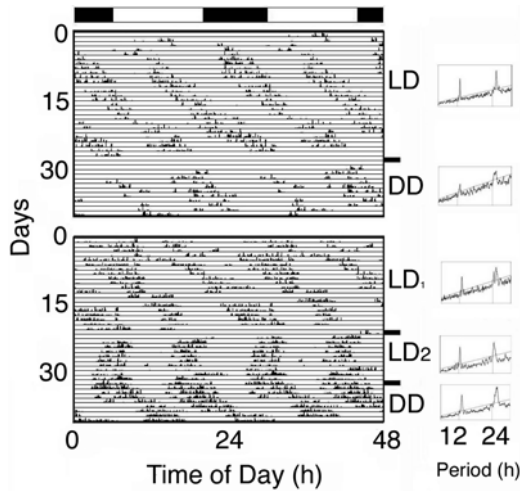 0
LD
15
30
DD
Days
0
LD₁
15
LD2
30
DD
0 24 48
12 24
Time of Day (h)
Period (h)